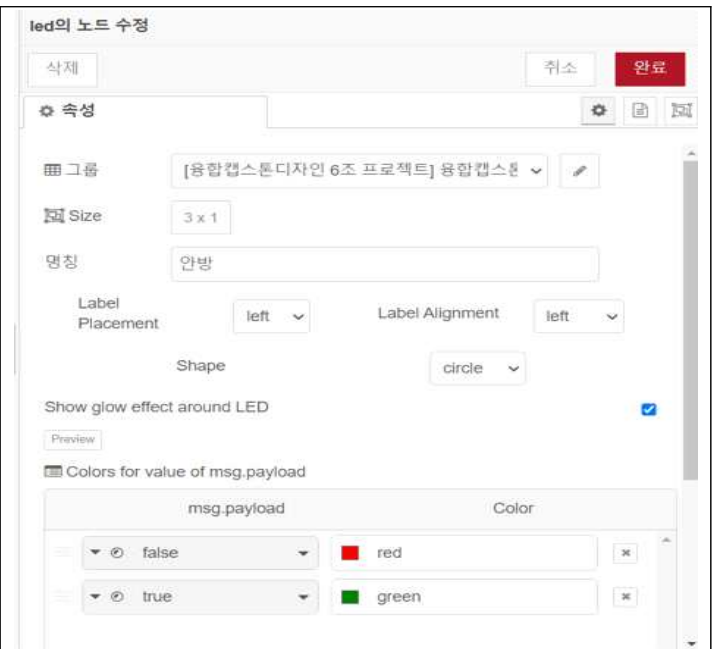 led의 노드 수정
삭제 취소 완료
속성
그룹 [융합캡스톤디자인 6조 프로젝트] 융합캡스톤
Size 3 x 1
명칭 안방
Label Placement left Label Alignment left
Shape circle
Show glow effect around LED
Preview
Colors for value of msg.payload
msg.payload Color
false red
true green